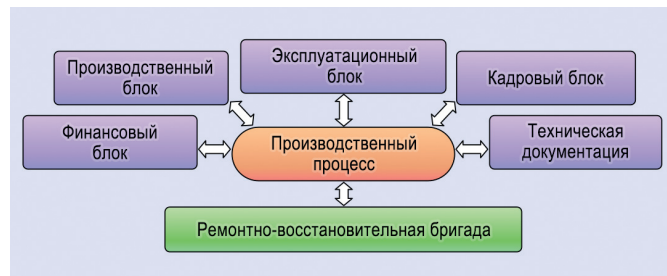 Эксплуатационный
блок
Производственный
блок
Кадровый блок
Финансовый
блок
Производственный
процесс
Техническая
документация
Ремонтно-восстановительная бригада